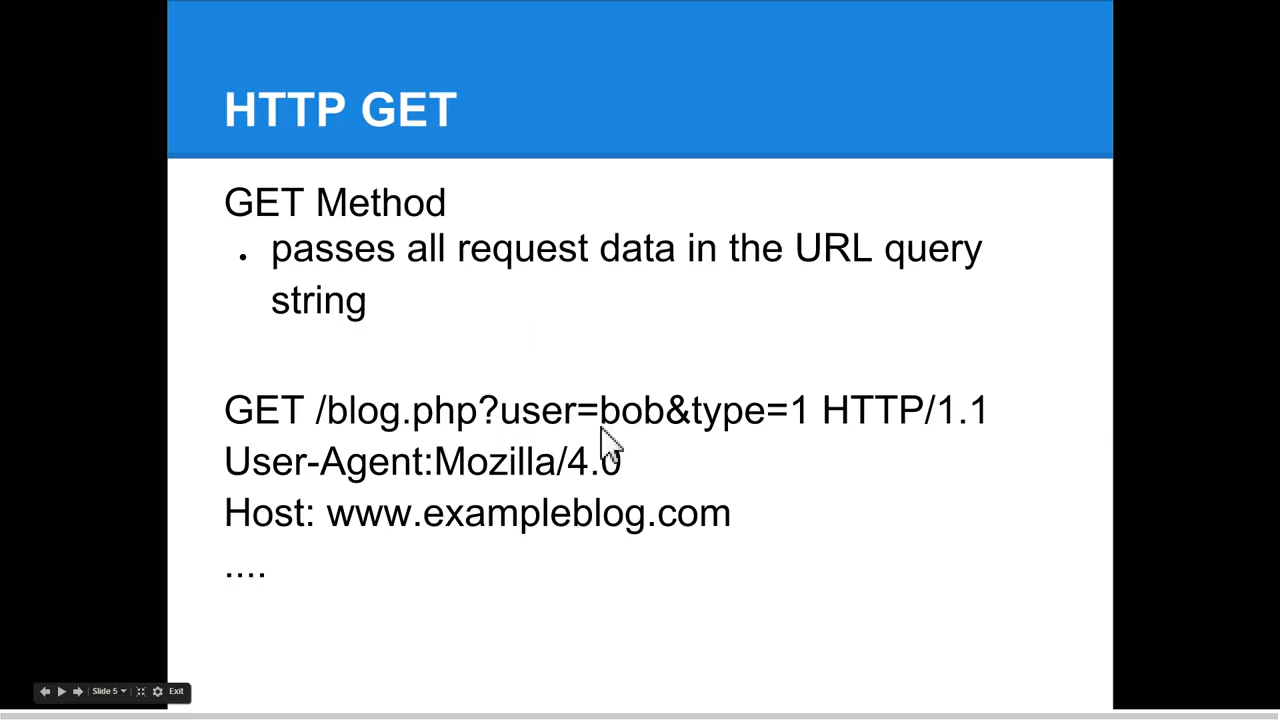 HTTP GET
GET Method
• passes all request data in the URL query
string
GET /blog.php?user=bob&type=1 HTTP/1.1
User-Agent:Mozilla/4.0
Host: www.exampleblog.com
....
Slide 5
Exit